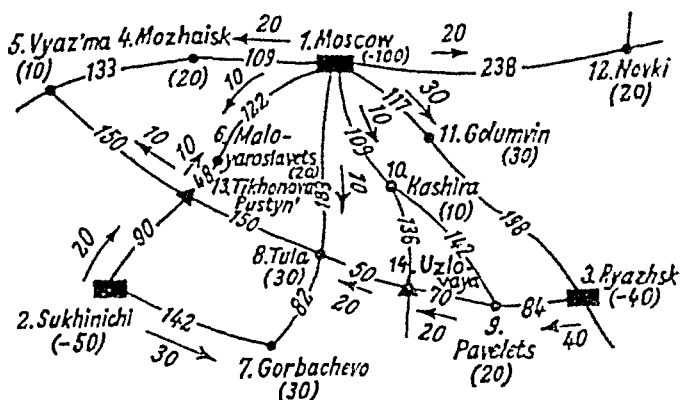 20
20
5. Vyaz'ma 4. Mozhaisk
1. Moscow
(10)
(-100)
133
(20)
109
238
12. Novki
(20)
10
122
10
117
30
6. Malo-
yaroslavets
(20)
109
11. Golumvin
(30)
150
10
10
48
13. Tikhonova
Pustyn'
183
10
10.
Kashira
(10)
90
150
136
142
198
20
8. Tula
(30)
50
14. Uzlo-
vaya
70
3. Ryazhsk
(-40)
84
20
82
20
40
2. Sukhinichi
(-50)
142
9.
Pavelets
(20)
30
7. Gorbachevo
(30)